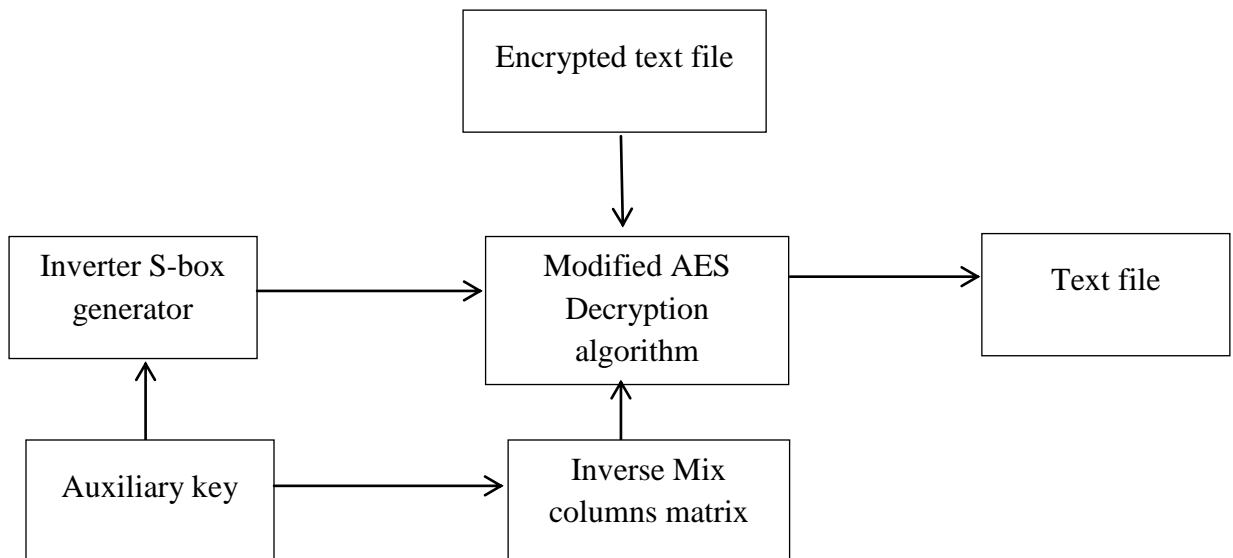 Encrypted text file
Inverter S-box
generator
Modified AES
Decryption
algorithm
Text file
Auxiliary key
Inverse Mix
columns matrix